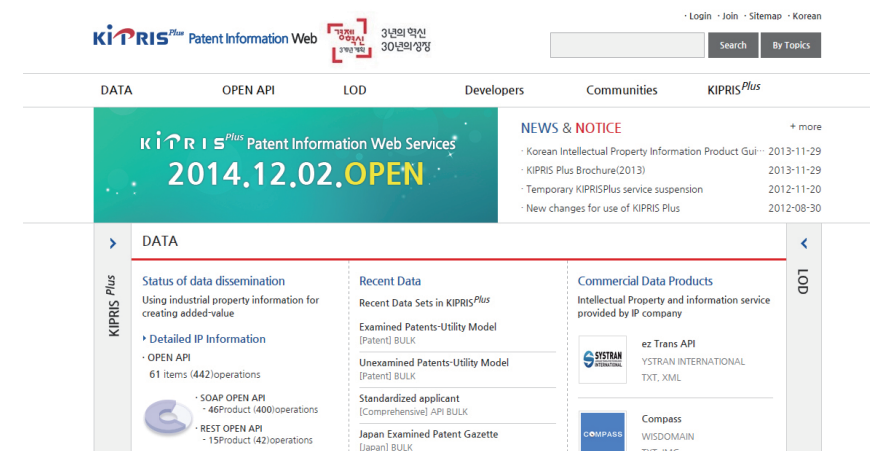 · Login · Join · Sitemap · Korean
KIPRIS Plus Patent Information Web
경제혁신 3개년 계획
3년의 혁신
30년의 성장
Search
By Topics
DATA
OPEN API
LOD
Developers
Communities
KIPRIS Plus
KIPRIS Plus Patent Information Web Services
2014.12.02.OPEN
NEWS & NOTICE
+ more
· Korean Intellectual Property Information Product Gui··· 2013-11-29
· KIPRIS Plus Brochure(2013) 2013-11-29
· Temporary KIPRISPlus service suspension 2012-11-20
· New changes for use of KIPRIS Plus 2012-08-30
KIPRIS Plus
DATA
LOD
Status of data dissemination
Using industrial property information for
creating added-value
Detailed IP Information
· OPEN API
61 items (442)operations
· SOAP OPEN API
- 46Product (400)operations
· REST OPEN API
- 15Product (42)operations
Recent Data
Recent Data Sets in KIPRISPlus
Examined Patents-Utility Model
[Patent] BULK
Unexamined Patents-Utility Model
[Patent] BULK
Standardized applicant
[Comprehensive] API BULK
Japan Examined Patent Gazette
[Japan] BULK
Commercial Data Products
Intellectual Property and information service
provided by IP company
SYSTRAN
INTERNATIONAL
ez Trans API
YSTRAN INTERNATIONAL
TXT, XML
COMPASS
Compass
WISDOMAIN
TXT, IMG